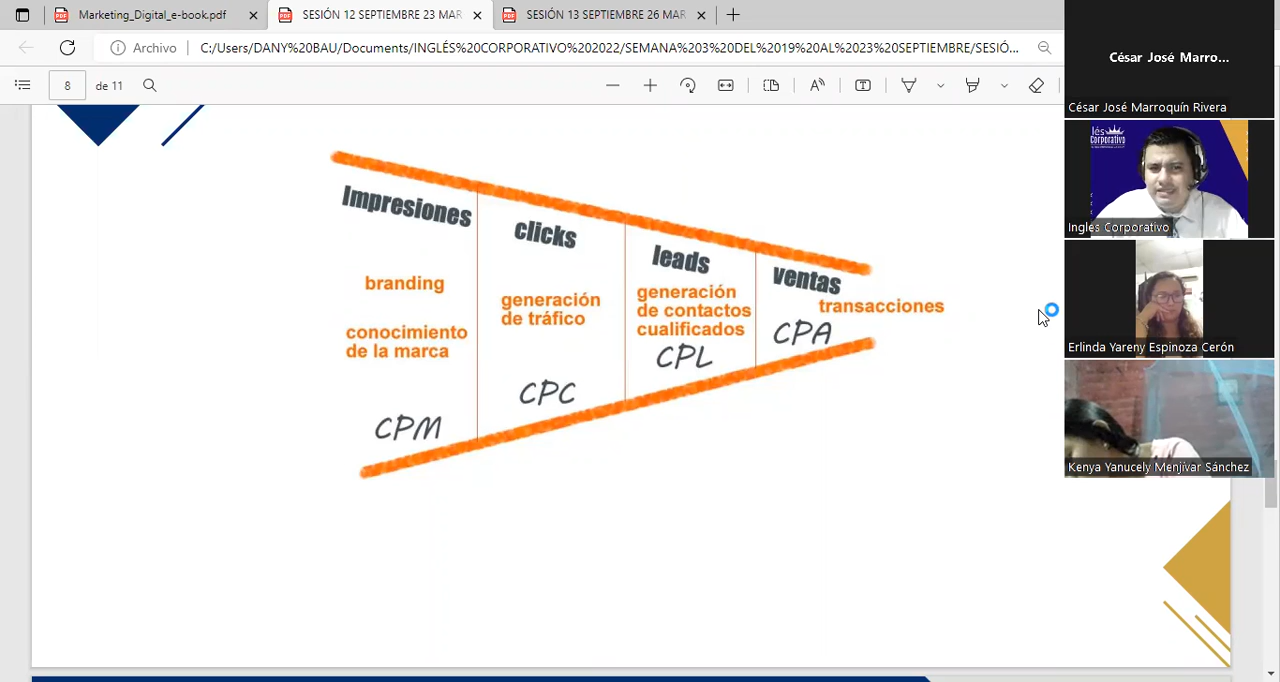 Marketing_Digital_e-book.pdf
SESIÓN 12 SEPTIEMBRE 23 MAR
SESIÓN 13 SEPTIEMBRE 26 MAR
Archivo
C:/Users/DANY%20BAU/Documents/INGLÉS%20CORPORATIVO%202022/SEMANA%203%20DEL%2019%20AL%2023%20SEPTIEMBRE/SESIÓ...
8
de 11
Impresiones
branding
conocimiento
de la marca
CPM
clicks
generación
de tráfico
CPC
leads
generación
de contactos
cualificados
CPL
ventas
transacciones
CPA
César José Marro...
César José Marroquín Rivera
lés
Corporativo
Ingles Corporativo
Erlinda Yareny Espinoza Cerón
Kenya Yanucely Menjívar Sánchez